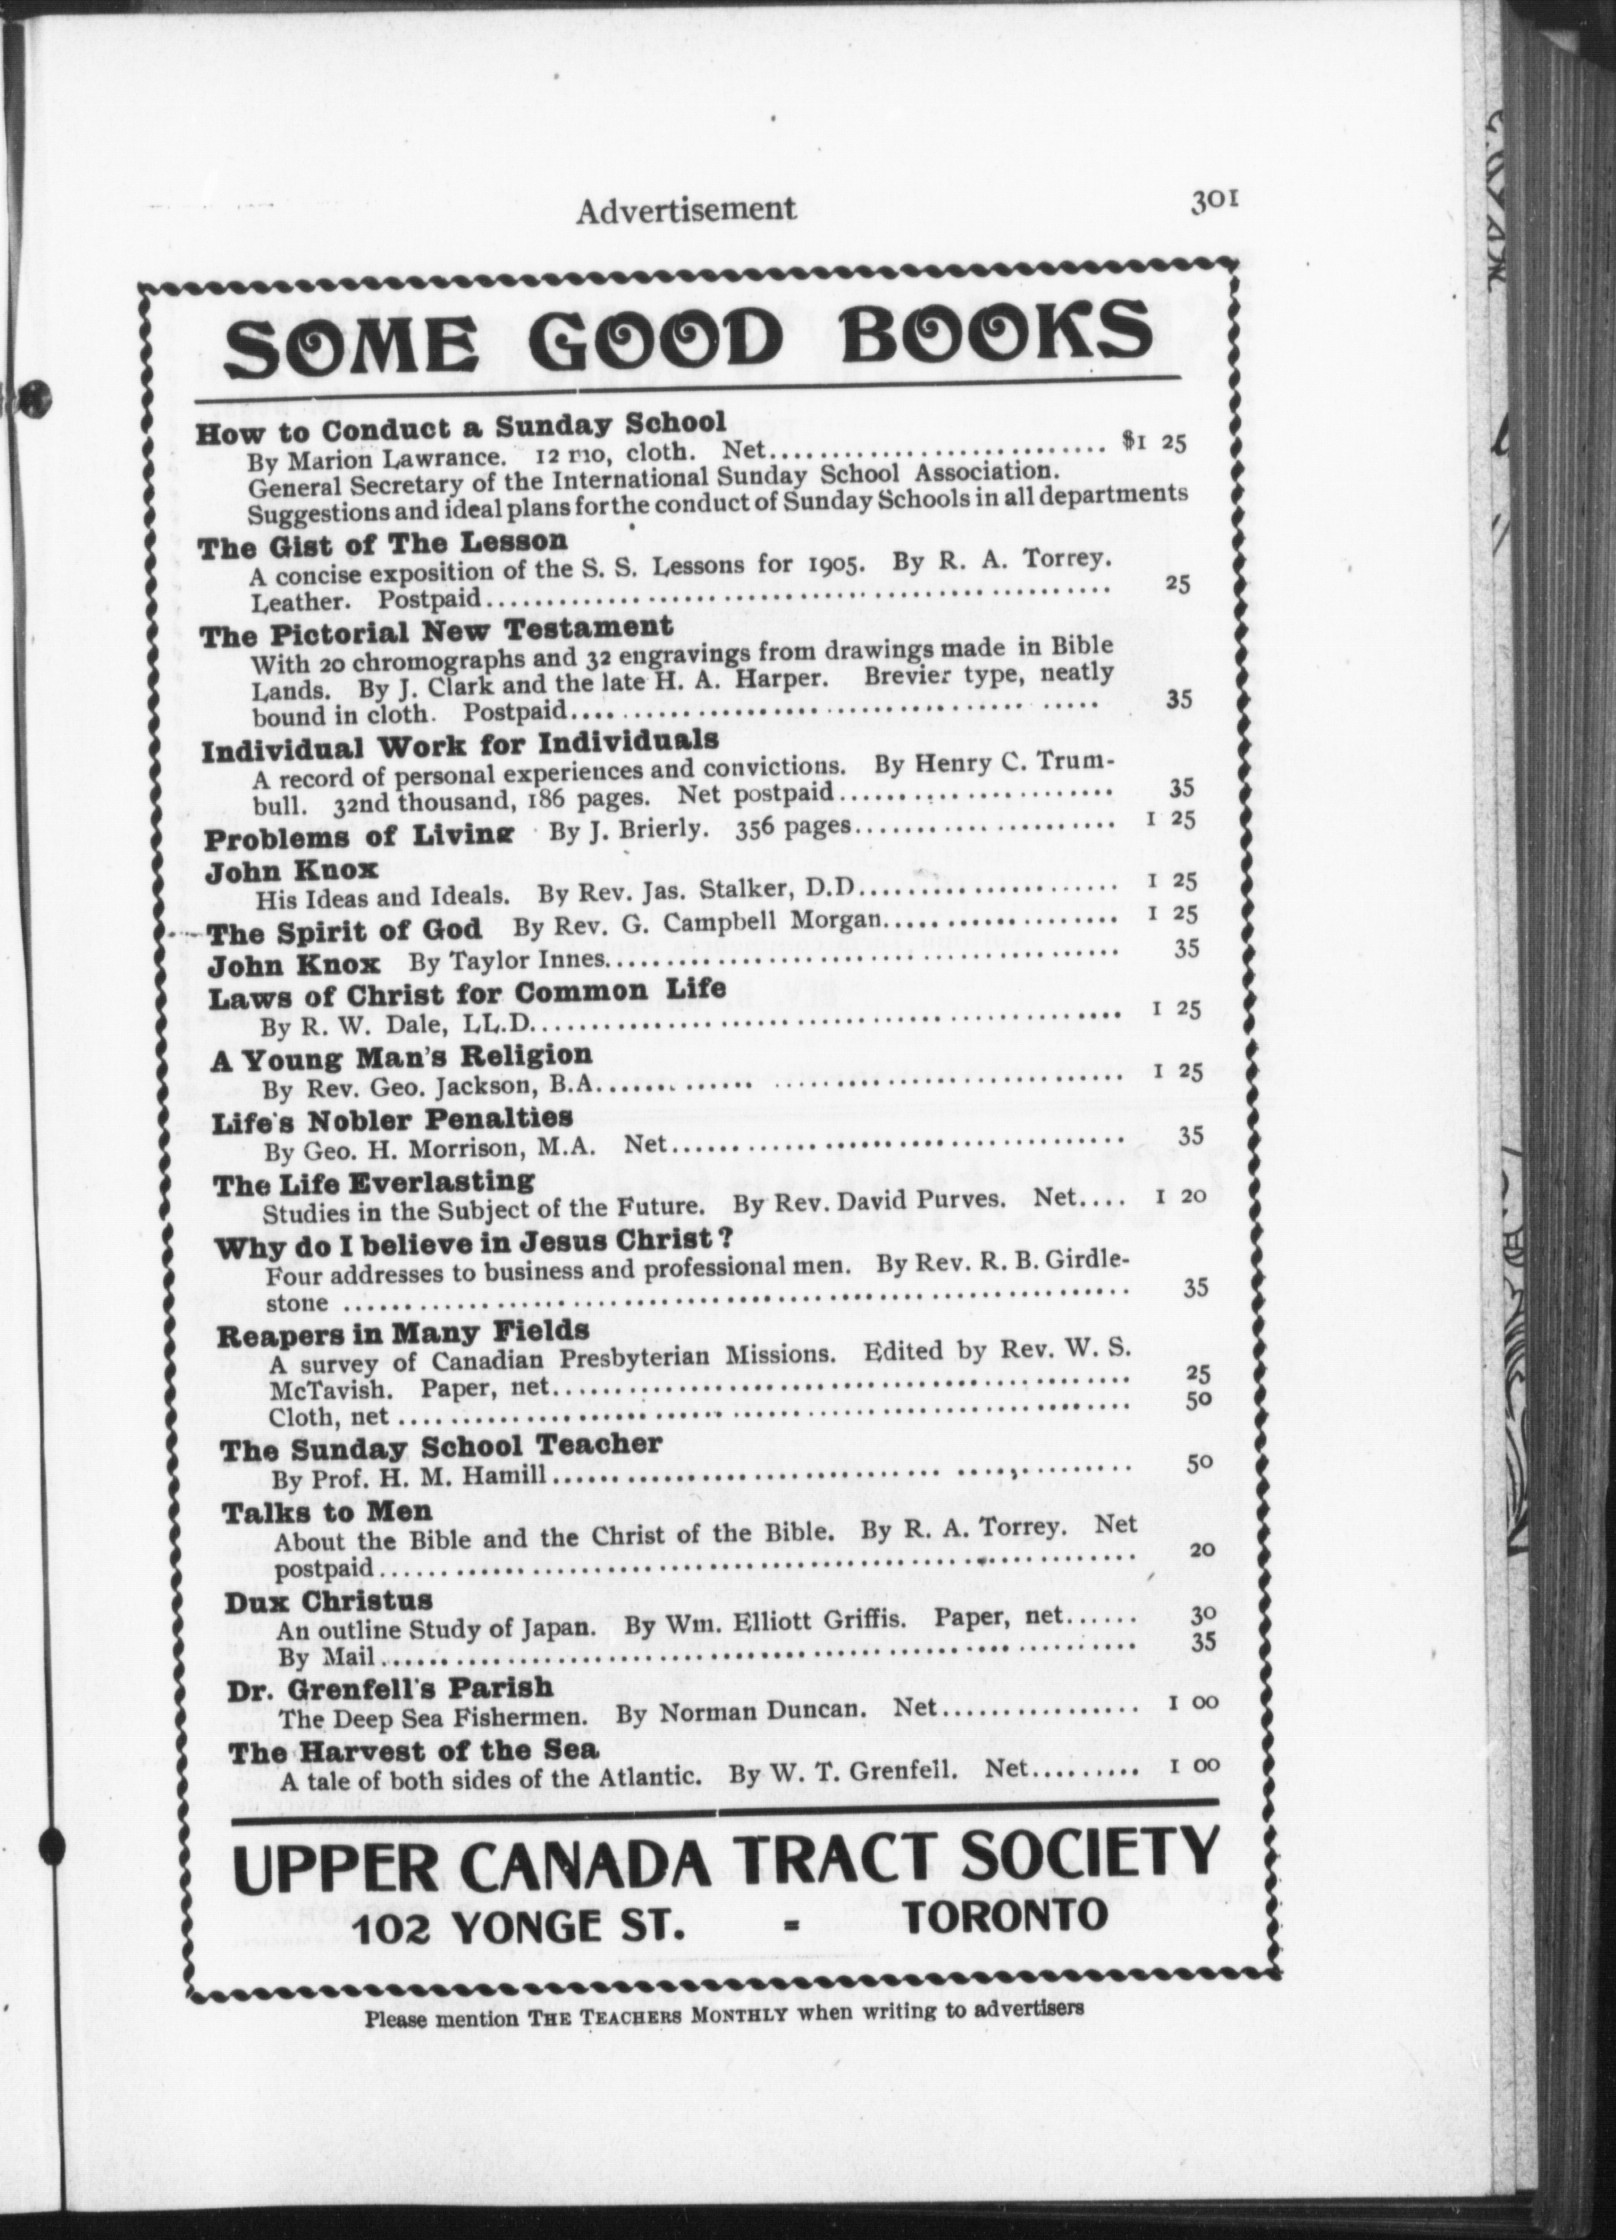 Advertisement 301
SOME GOOD BOOKS
How to Conduct a Sunday School
By Marion Lawrance. 12 mo, cloth. Net............................ $1 25
General Secretary of the International Sunday School Association.
Suggestions and ideal plans for the conduct of Sunday Schools in all departments
The Gist of The Lesson
A concise exposition of the S. S. Lessons for 1905. By R. A. Torrey.
Leather. Postpaid.................................................... 25
The Pictorial New Testament
With 20 chromographs and 32 engravings from drawings made in Bible
Lands. By J. Clark and the late H. A. Harper. Brevier type, neatly
bound in cloth. Postpaid........................................... 35
Individual Work for Individuals
A record of personal experiences and convictions. By Henry C. Trum-
bull. 32nd thousand, 186 pages. Net postpaid....................... 35
Problems of Living By J. Brierly. 356 pages...................... 1 25
John Knox
His Ideas and Ideals. By Rev. Jas. Stalker, D.D...................... 1 25
The Spirit of God By Rev. G. Campbell Morgan.................... 1 25
John Knox By Taylor Innes.......................................... 35
Laws of Christ for Common Life
By R. W. Dale, LL.D................................................. 1 25
A Young Man's Religion
By Rev. Geo. Jackson, B.A........................................... 1 25
Life's Nobler Penalties
By Geo. H. Morrison, M.A. Net...................................... 35
The Life Everlasting
Studies in the Subject of the Future. By Rev. David Purves. Net.... 1 20
Why do I believe in Jesus Christ?
Four addresses to business and professional men. By Rev. R. B. Girdle-
stone ................................................................. 35
Reapers in Many Fields
A survey of Canadian Presbyterian Missions. Edited by Rev. W. S.
McTavish. Paper, net................................................ 25
Cloth, net ............................................................ 50
The Sunday School Teacher
By Prof. H. M. Hamill................................................ 50
Talks to Men
About the Bible and the Christ of the Bible. By R. A. Torrey. Net
postpaid.............................................................. 20
Dux Christus
An outline Study of Japan. By Wm. Elliott Griffis. Paper, net...... 30
By Mail............................................................... 35
Dr. Grenfell's Parish
The Deep Sea Fishermen. By Norman Duncan. Net................ 1 00
The Harvest of the Sea
A tale of both sides of the Atlantic. By W. T. Grenfell. Net......... 1 00
UPPER CANADA TRACT SOCIETY
102 YONGE ST. - TORONTO
Please mention THE TEACHERS MONTHLY when writing to advertisers